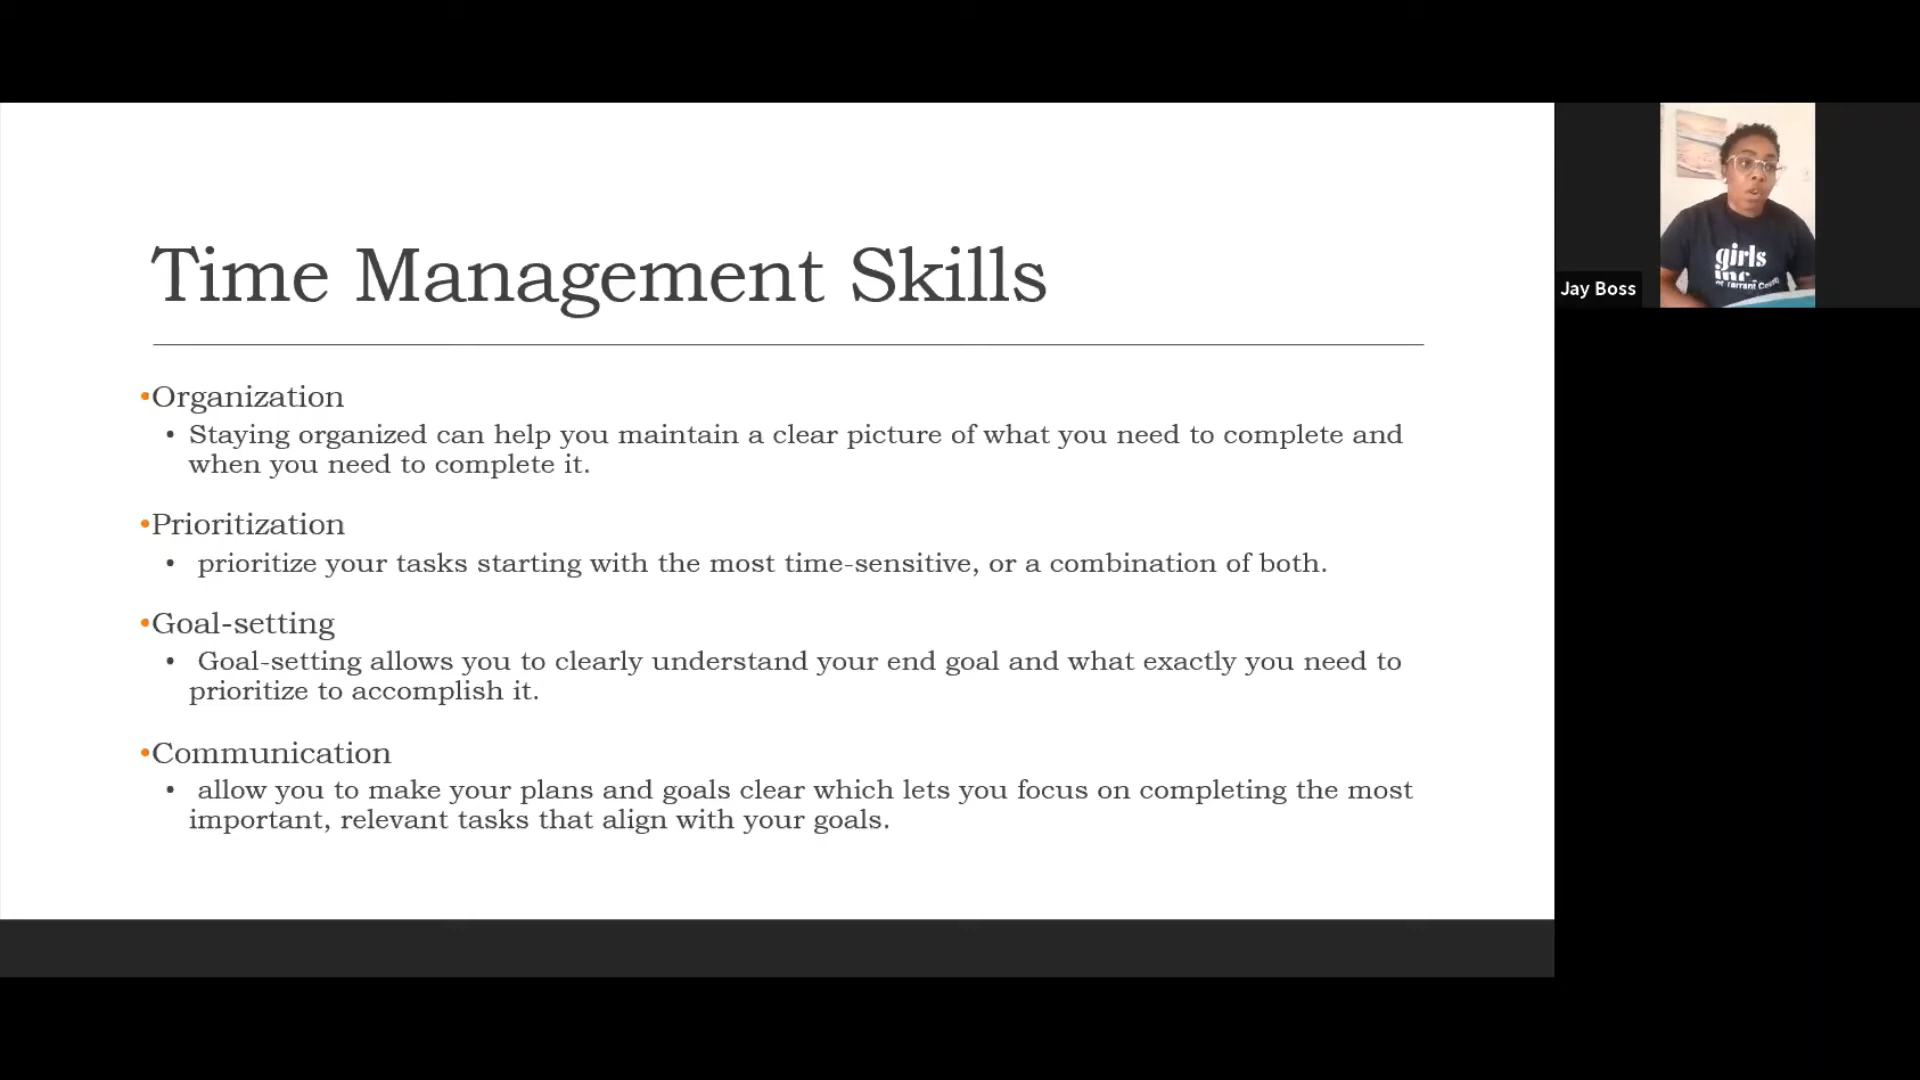 Time Management Skills
•Organization
• Staying organized can help you maintain a clear picture of what you need to complete and
when you need to complete it.
•Prioritization
• prioritize your tasks starting with the most time-sensitive, or a combination of both.
•Goal-setting
• Goal-setting allows you to clearly understand your end goal and what exactly you need to
prioritize to accomplish it.
•Communication
• allow you to make your plans and goals clear which lets you focus on completing the most
important, relevant tasks that align with your goals.
Jay Boss
girls
inc.
of Tarrant County